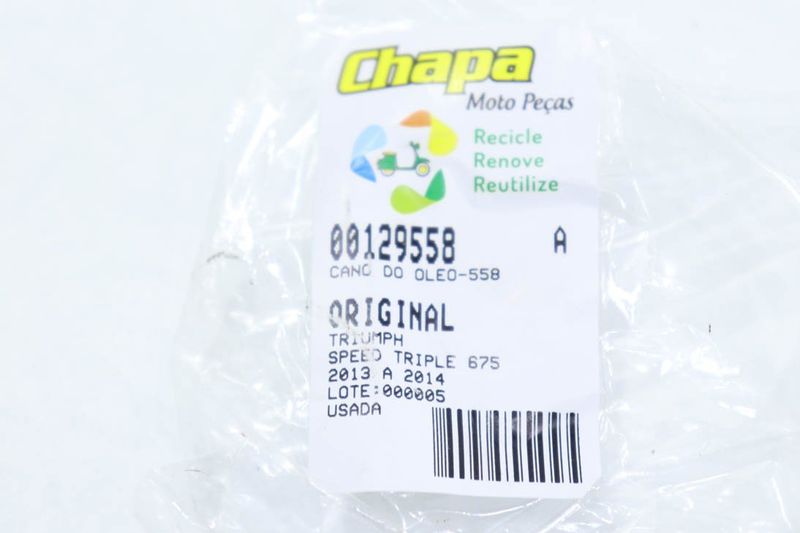 Chapa
Moto Peças
Recicle
Renove
Reutilize
00129558 A
CANO DO OLEO-558
ORIGINAL
TRIUMPH
SPEED TRIPLE 675
2013 A 2014
LOTE:000005
USADA